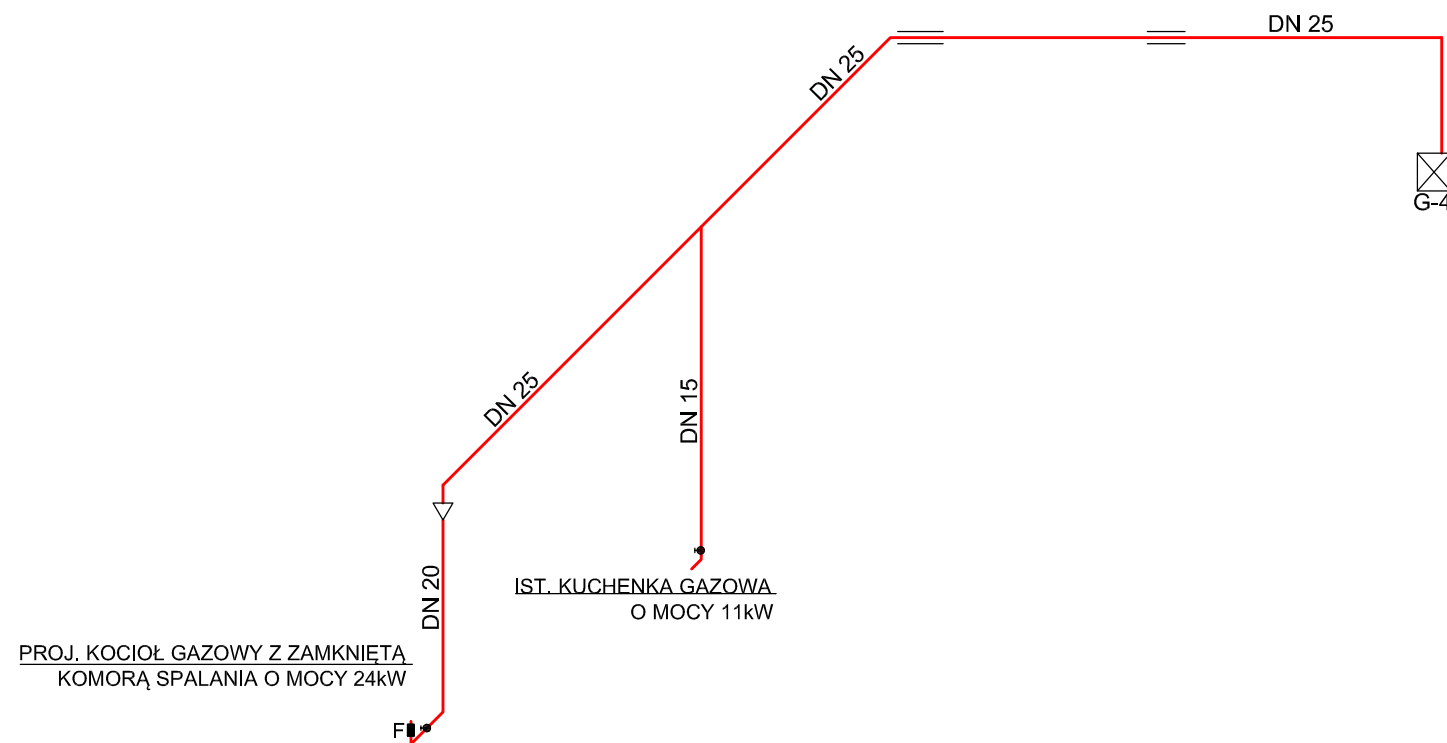 DN 25
DN 25
G-4
DN 25
DN 15
DN 20
IST. KUCHENKA GAZOWA
O MOCY 11kW
PROJ. KOCIOŁ GAZOWY Z ZAMKNIĘTĄ
KOMORĄ SPALANIA O MOCY 24kW
F